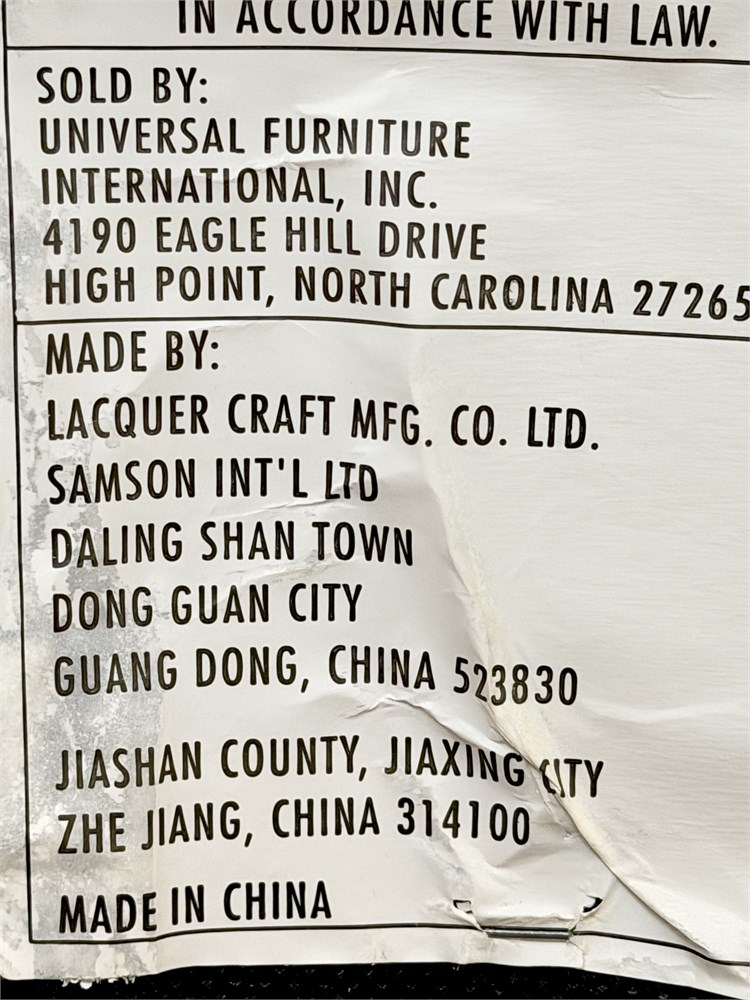 IN ACCORDANCE WITH LAW.
SOLD BY:
UNIVERSAL FURNITURE
INTERNATIONAL, INC.
4190 EAGLE HILL DRIVE
HIGH POINT, NORTH CAROLINA 27265
MADE BY:
LACQUER CRAFT MFG. CO. LTD.
SAMSON INT'L LTD
DALING SHAN TOWN
DONG GUAN CITY
GUANG DONG, CHINA 523830
JIASHAN COUNTY, JIAXING CITY
ZHE JIANG, CHINA 314100
MADE IN CHINA